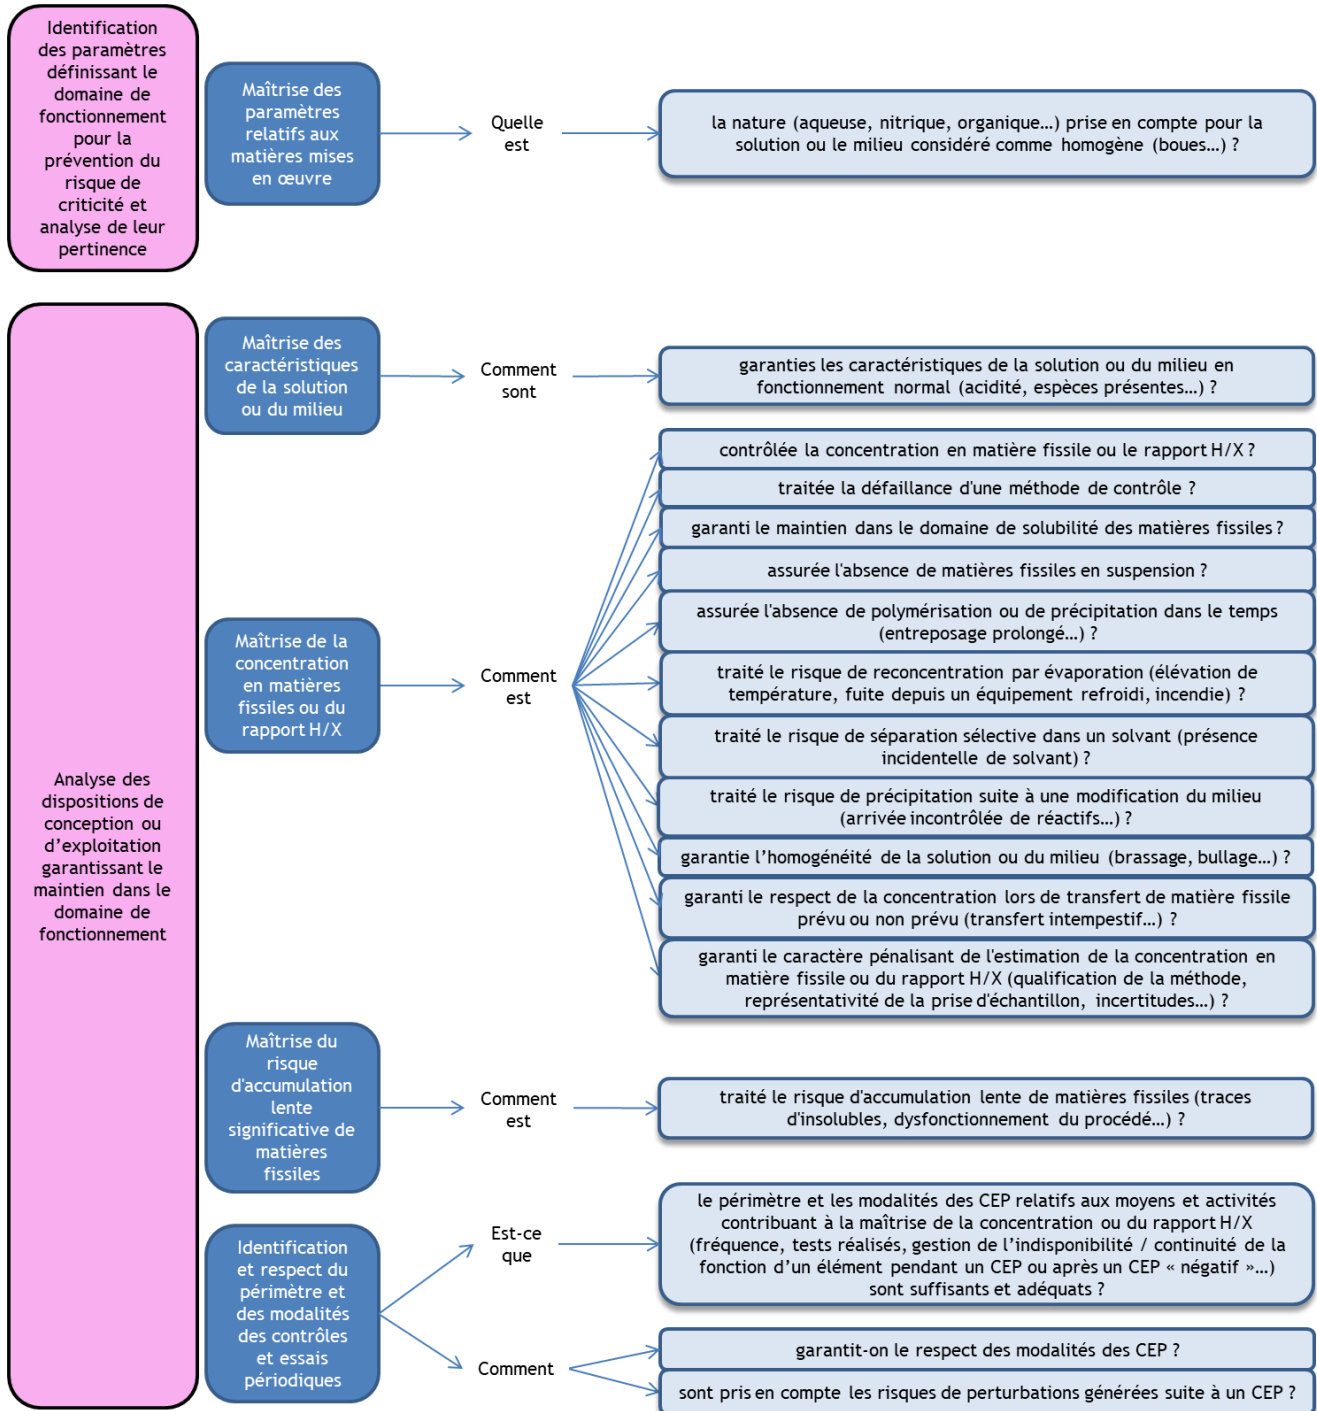 Identification
des paramètres
définissant le
domaine de
fonctionnement
pour la
prévention du
risque de
criticité et
analyse de leur
pertinence
Maîtrise des
paramètres
relatifs aux
matières mises
en œuvre
Quelle
est
la nature (aqueuse, nitrique, organique…) prise en compte pour la
solution ou le milieu considéré comme homogène (boues…) ?
Analyse des
dispositions de
conception ou
d’exploitation
garantissant le
maintien dans le
domaine de
fonctionnement
Maîtrise des
caractéristiques
de la solution
ou du milieu
Comment
sont
garanties les caractéristiques de la solution ou du milieu en
fonctionnement normal (acidité, espèces présentes…) ?
Maîtrise de la
concentration
en matières
fissiles ou du
rapport H/X
Comment
est
contrôlée la concentration en matière fissile ou le rapport H/X ?
traitée la défaillance d'une méthode de contrôle ?
garanti le maintien dans le domaine de solubilité des matières fissiles ?
assurée l'absence de matières fissiles en suspension ?
assurée l'absence de polymérisation ou de précipitation dans le temps
(entreposage prolongé…) ?
traité le risque de reconcentration par évaporation (élévation de
température, fuite depuis un équipement refroidi, incendie) ?
traité le risque de séparation sélective dans un solvant (présence
incidentelle de solvant) ?
traité le risque de précipitation suite à une modification du milieu
(arrivée incontrôlée de réactifs…) ?
garantie l’homogénéité de la solution ou du milieu (brassage, bullage…) ?
garanti le respect de la concentration lors de transfert de matière fissile
prévu ou non prévu (transfert intempestif…) ?
garanti le caractère pénalisant de l'estimation de la concentration en
matière fissile ou du rapport H/X (qualification de la méthode,
représentativité de la prise d'échantillon, incertitudes…) ?
Maîtrise du
risque
d'accumulation
lente
significative de
matières
fissiles
Comment
est
traité le risque d'accumulation lente de matières fissiles (traces
d'insolubles, dysfonctionnement du procédé…) ?
Identification
et respect du
périmètre et
des modalités
des contrôles
et essais
périodiques
Est-ce
que
le périmètre et les modalités des CEP relatifs aux moyens et activités
contribuant à la maîtrise de la concentration ou du rapport H/X
(fréquence, tests réalisés, gestion de l’indisponibilité / continuité de la
fonction d’un élément pendant un CEP ou après un CEP « négatif »…)
sont suffisants et adéquats ?
Comment
garantit-on le respect des modalités des CEP ?
sont pris en compte les risques de perturbations générées suite à un CEP ?